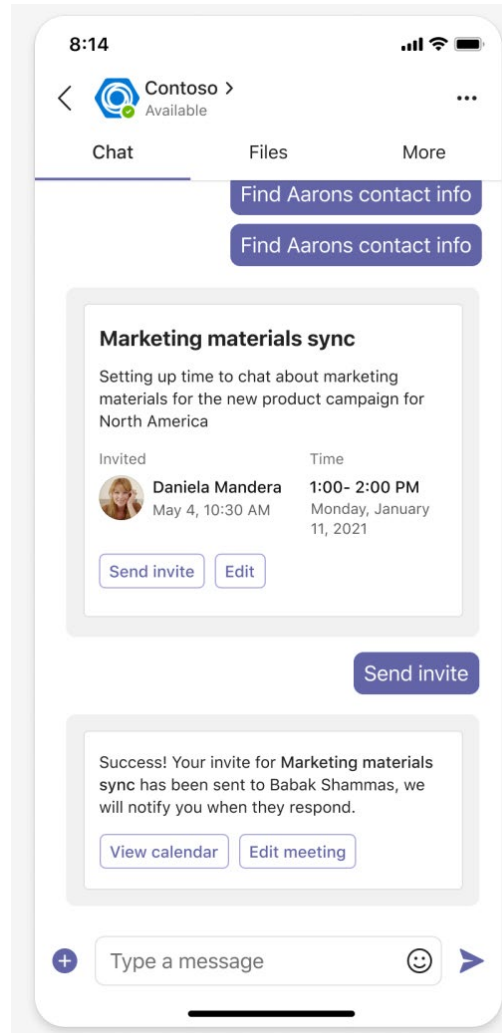 8:14
Contoso >
Available
Chat Files More
Find Aarons contact info
Find Aarons contact info
Marketing materials sync
Setting up time to chat about marketing
materials for the new product campaign for
North America
Invited Time
Daniela Mandera 1:00- 2:00 PM
May 4, 10:30 AM Monday, January
11, 2021
Send invite Edit
Send invite
Success! Your invite for Marketing materials
sync has been sent to Babak Shammas, we
will notify you when they respond.
View calendar Edit meeting
Type a message